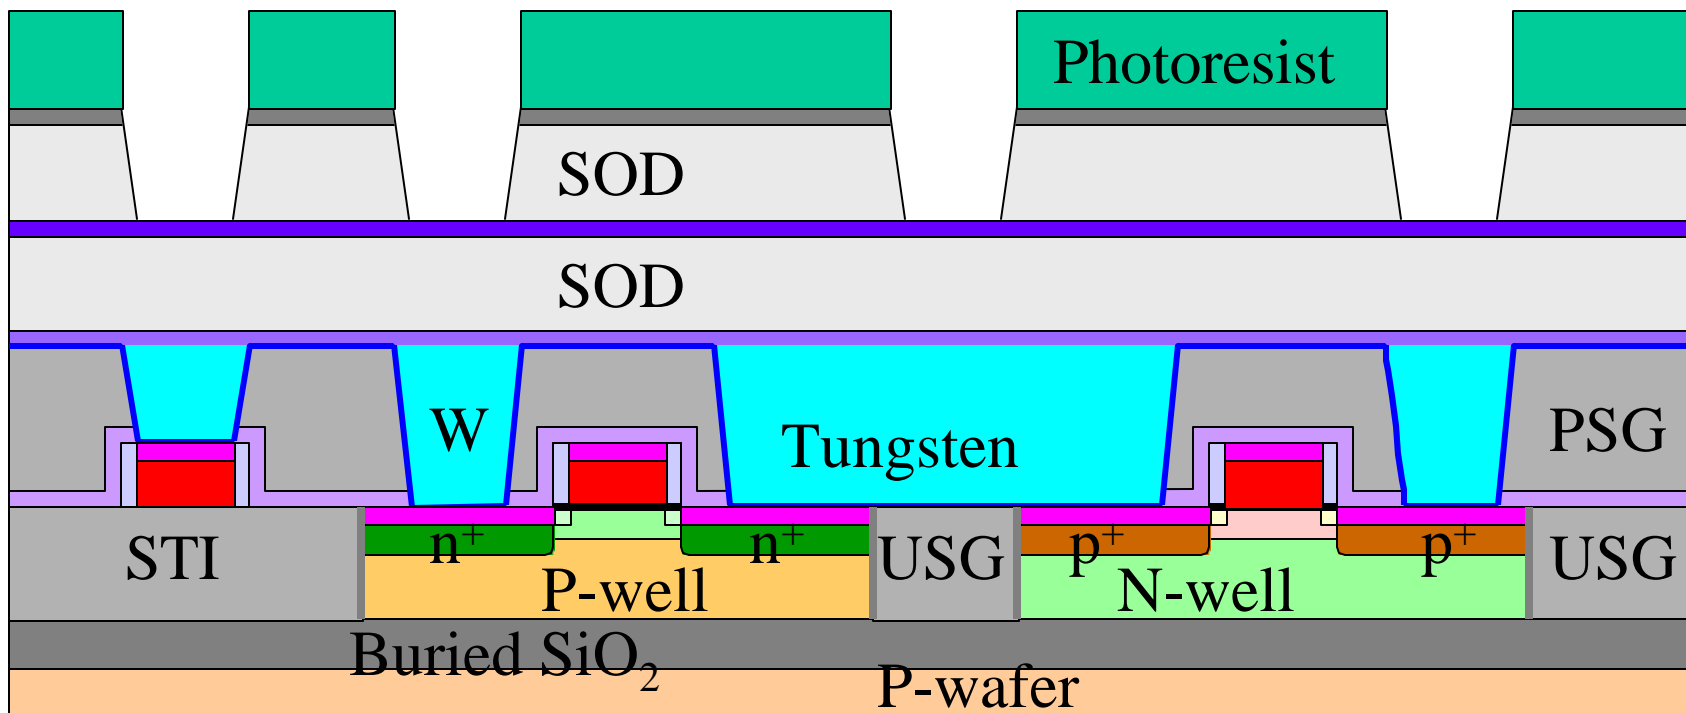 Photoresist
SOD
SOD
W
Tungsten
PSG
STI
n⁺
n⁺
USG
p⁺
p⁺
USG
P-well
N-well
Buried SiO₂
P-wafer